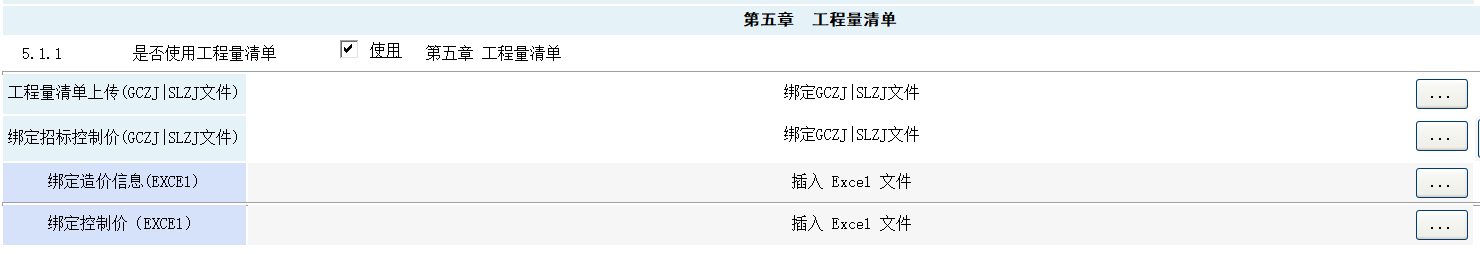 第五章 工程量清单
5.1.1 是否使用工程量清单 使用 第五章 工程量清单
工程量清单上传(GCZJ|SLZJ文件) 绑定GCZJ|SLZJ文件 ...
绑定招标控制价(GCZJ|SLZJ文件) 绑定GCZJ|SLZJ文件 ...
绑定造价信息(EXCEl) 插入 Excel 文件 ...
绑定控制价（EXCEl） 插入 Excel 文件 ...